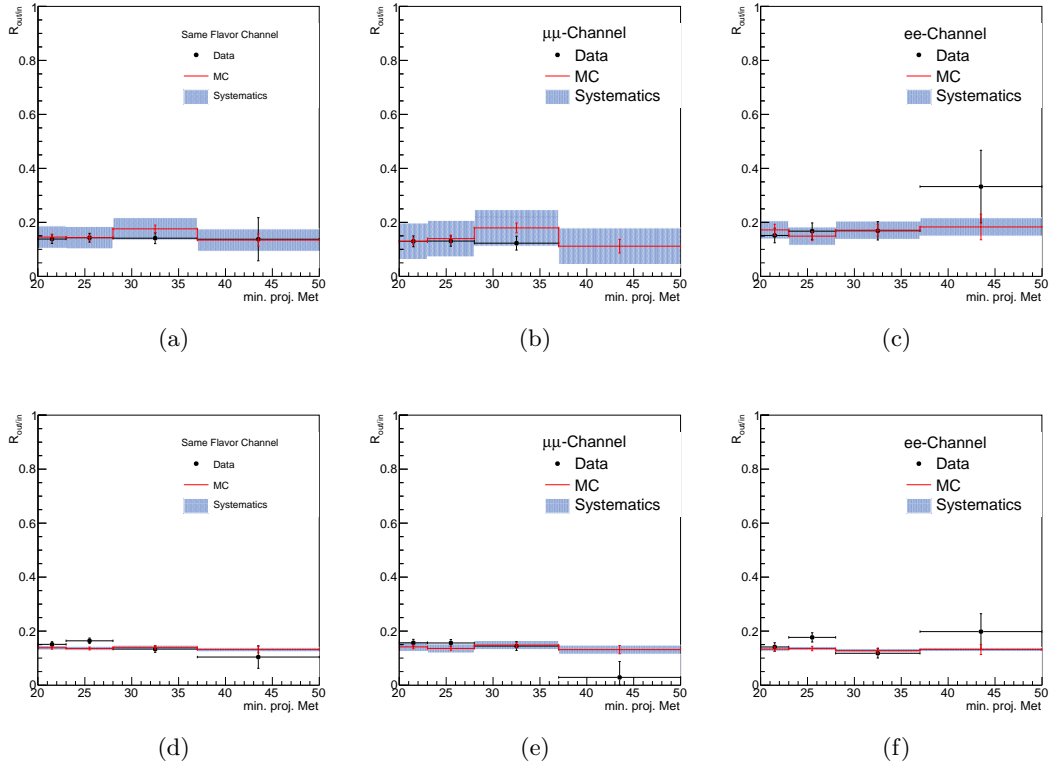 R_out/in
1
0.8
0.6
0.4
0.2
0
Same Flavor Channel
Data
MC
Systematics
20 25 30 35 40 45 50
min. proj. Met
(a)
R_out/in
1
0.8
0.6
0.4
0.2
0
μμ-Channel
Data
MC
Systematics
20 25 30 35 40 45 50
min. proj. Met
(b)
R_out/in
1
0.8
0.6
0.4
0.2
0
ee-Channel
Data
MC
Systematics
20 25 30 35 40 45 50
min. proj. Met
(c)
R_out/in
1
0.8
0.6
0.4
0.2
0
Same Flavor Channel
Data
MC
Systematics
20 25 30 35 40 45 50
min. proj. Met
(d)
R_out/in
1
0.8
0.6
0.4
0.2
0
μμ-Channel
Data
MC
Systematics
20 25 30 35 40 45 50
min. proj. Met
(e)
R_out/in
1
0.8
0.6
0.4
0.2
0
ee-Channel
Data
MC
Systematics
20 25 30 35 40 45 50
min. proj. Met
(f)